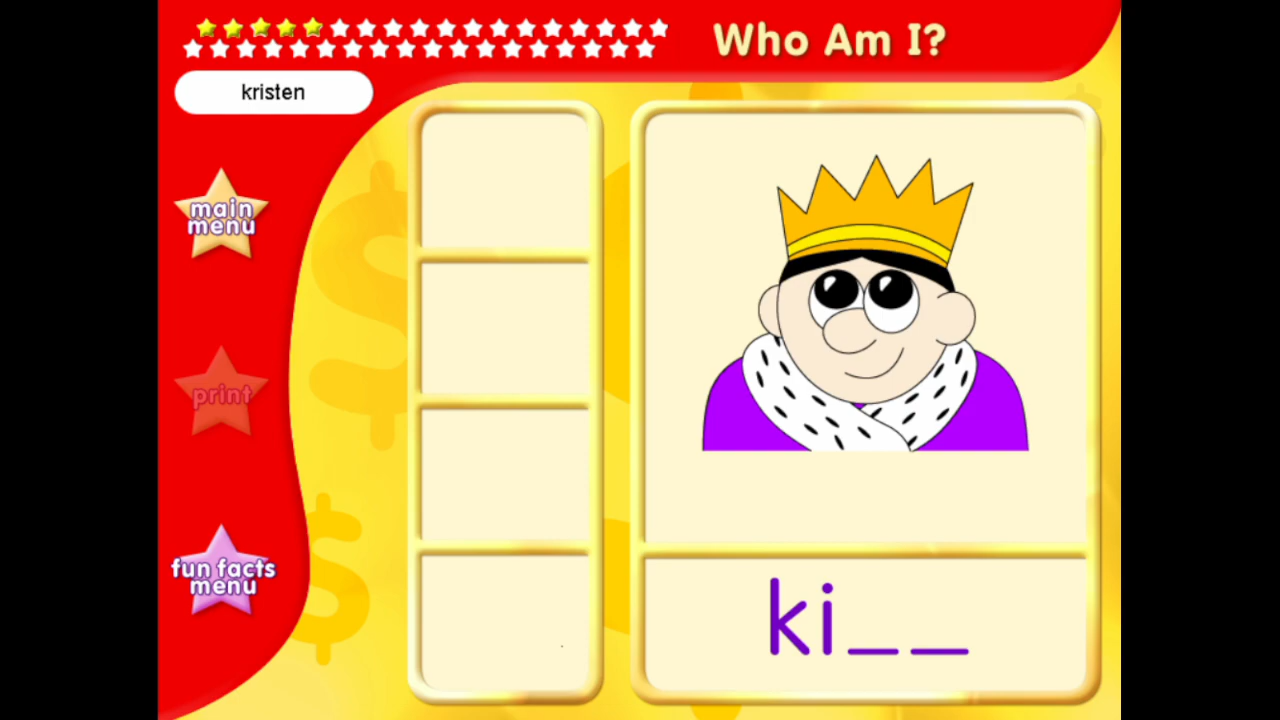 Who Am I?
kristen
main
menu
print
fun facts
menu
ki__